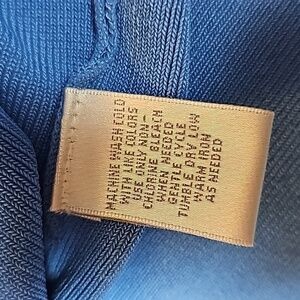 MACHINE WASH COLD
WITH LIKE COLORS
USE ONLY NON-
CHLORINE BLEACH
WHEN NEEDED
GENTLE CYCLE
TUMBLE DRY LOW
WARM IRON
AS NEEDED